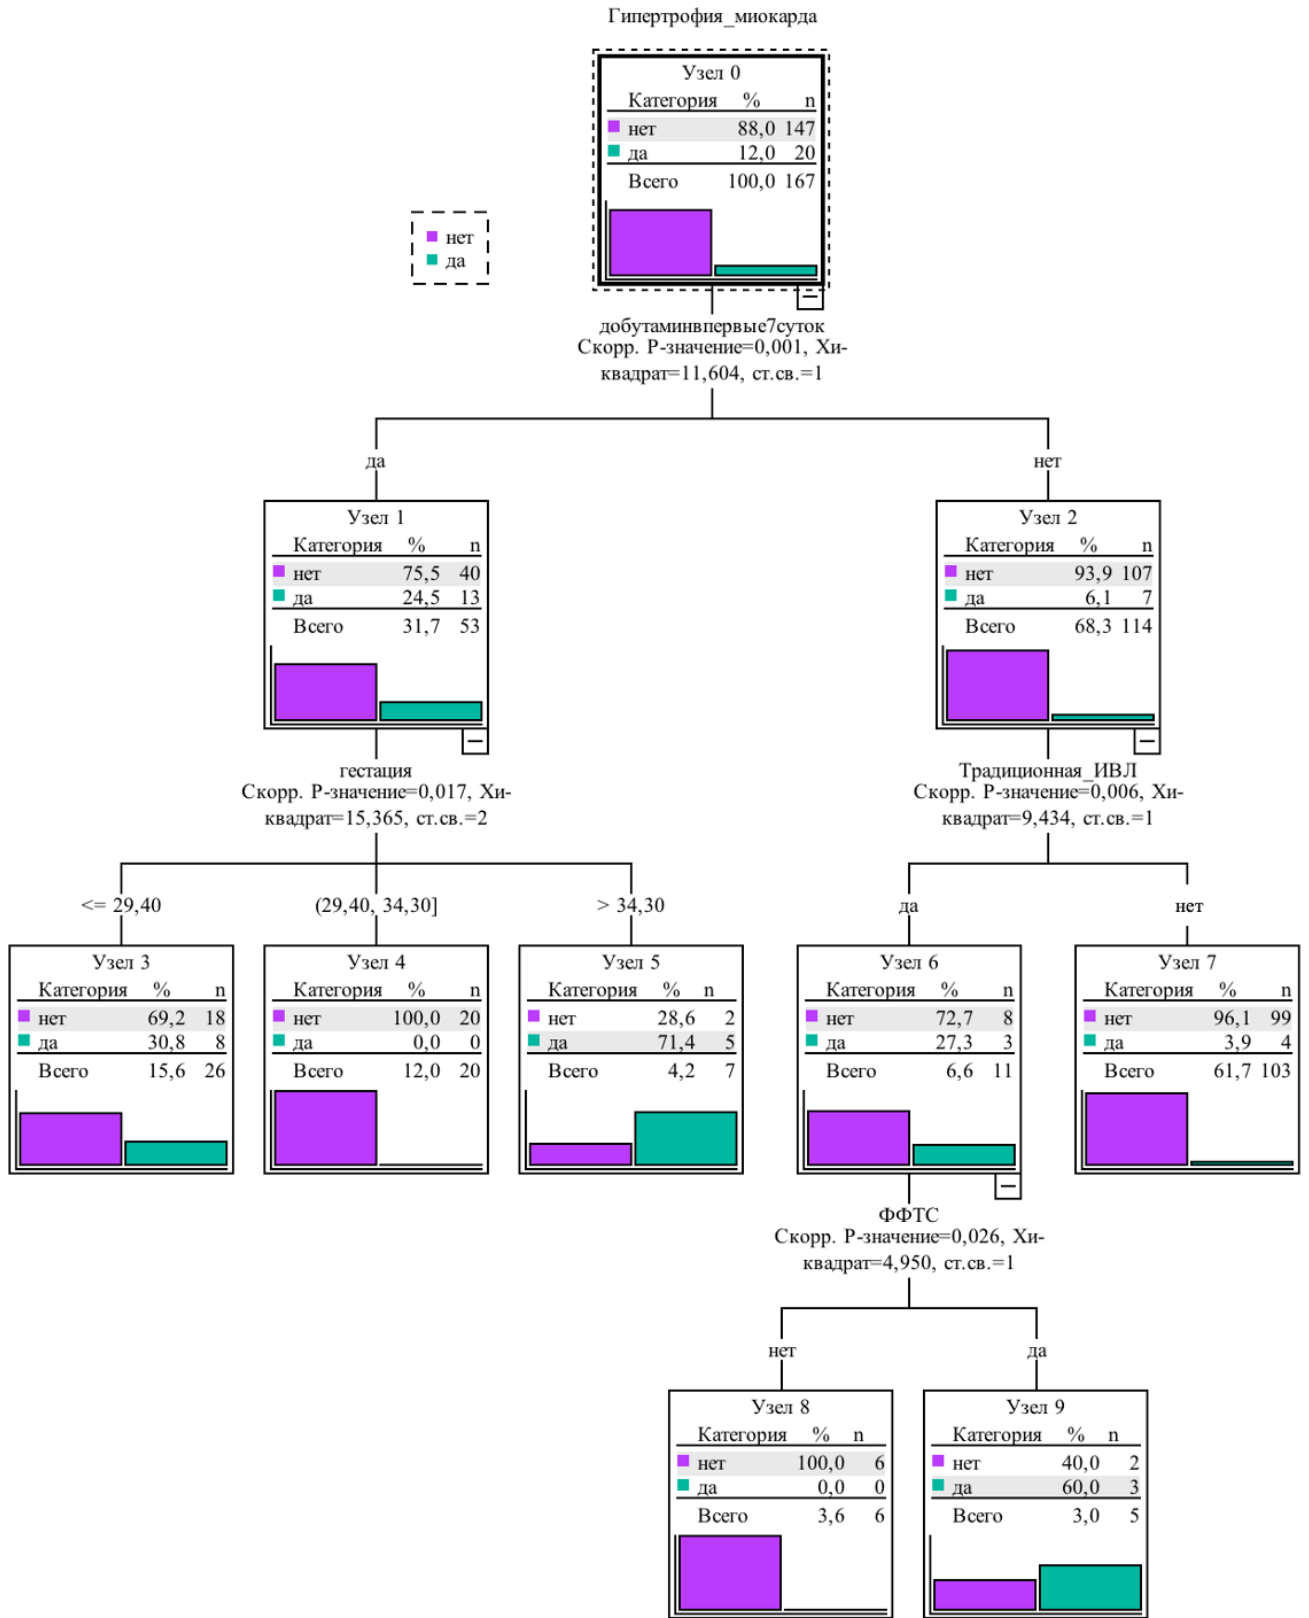 Гипертрофия_миокарда
Узел 0
Категория % n
нет 88,0 147
да 12,0 20
Всего 100,0 167
нет
да
добутаминвпервые7суток
Скорр. P-значение=0,001, Хи-
квадрат=11,604, ст.св.=1
да
нет
Узел 1
Категория % n
нет 75,5 40
да 24,5 13
Всего 31,7 53
Узел 2
Категория % n
нет 93,9 107
да 6,1 7
Всего 68,3 114
гестация
Скорр. P-значение=0,017, Хи-
квадрат=15,365, ст.св.=2
Традиционная_ИВЛ
Скорр. P-значение=0,006, Хи-
квадрат=9,434, ст.св.=1
<= 29,40
(29,40, 34,30]
> 34,30
да
нет
Узел 3
Категория % n
нет 69,2 18
да 30,8 8
Всего 15,6 26
Узел 4
Категория % n
нет 100,0 20
да 0,0 0
Всего 12,0 20
Узел 5
Категория % n
нет 28,6 2
да 71,4 5
Всего 4,2 7
Узел 6
Категория % n
нет 72,7 8
да 27,3 3
Всего 6,6 11
Узел 7
Категория % n
нет 96,1 99
да 3,9 4
Всего 61,7 103
ФФТС
Скорр. P-значение=0,026, Хи-
квадрат=4,950, ст.св.=1
нет
да
Узел 8
Категория % n
нет 100,0 6
да 0,0 0
Всего 3,6 6
Узел 9
Категория % n
нет 40,0 2
да 60,0 3
Всего 3,0 5